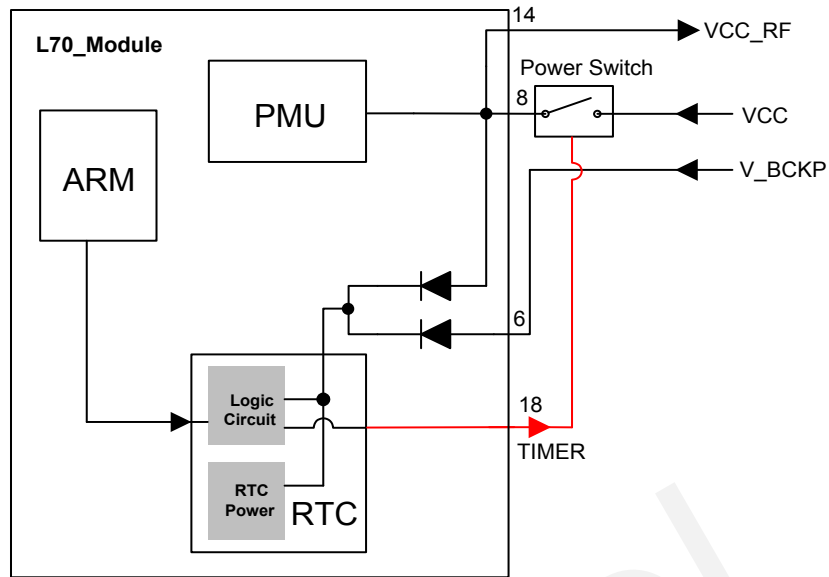 14
VCC_RF
L70_Module
Power Switch
8
PMU
VCC
ARM
V_BCKP
6
Logic
Circuit
18
TIMER
RTC
Power
RTC